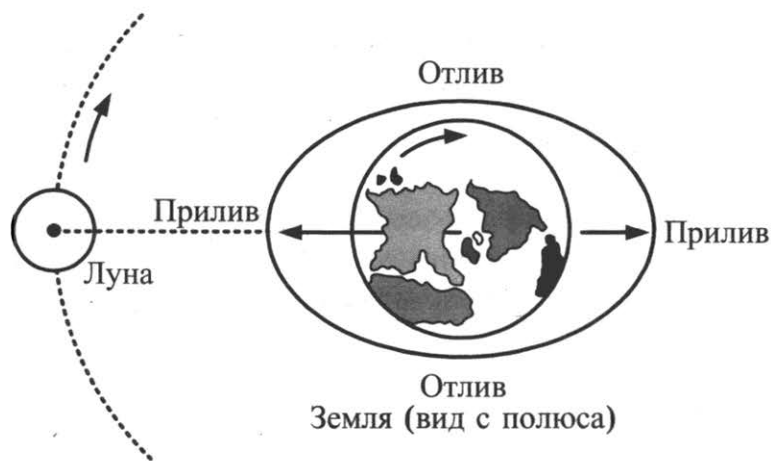 Отлив
Прилив
Прилив
Луна
Отлив
Земля (вид с полюса)